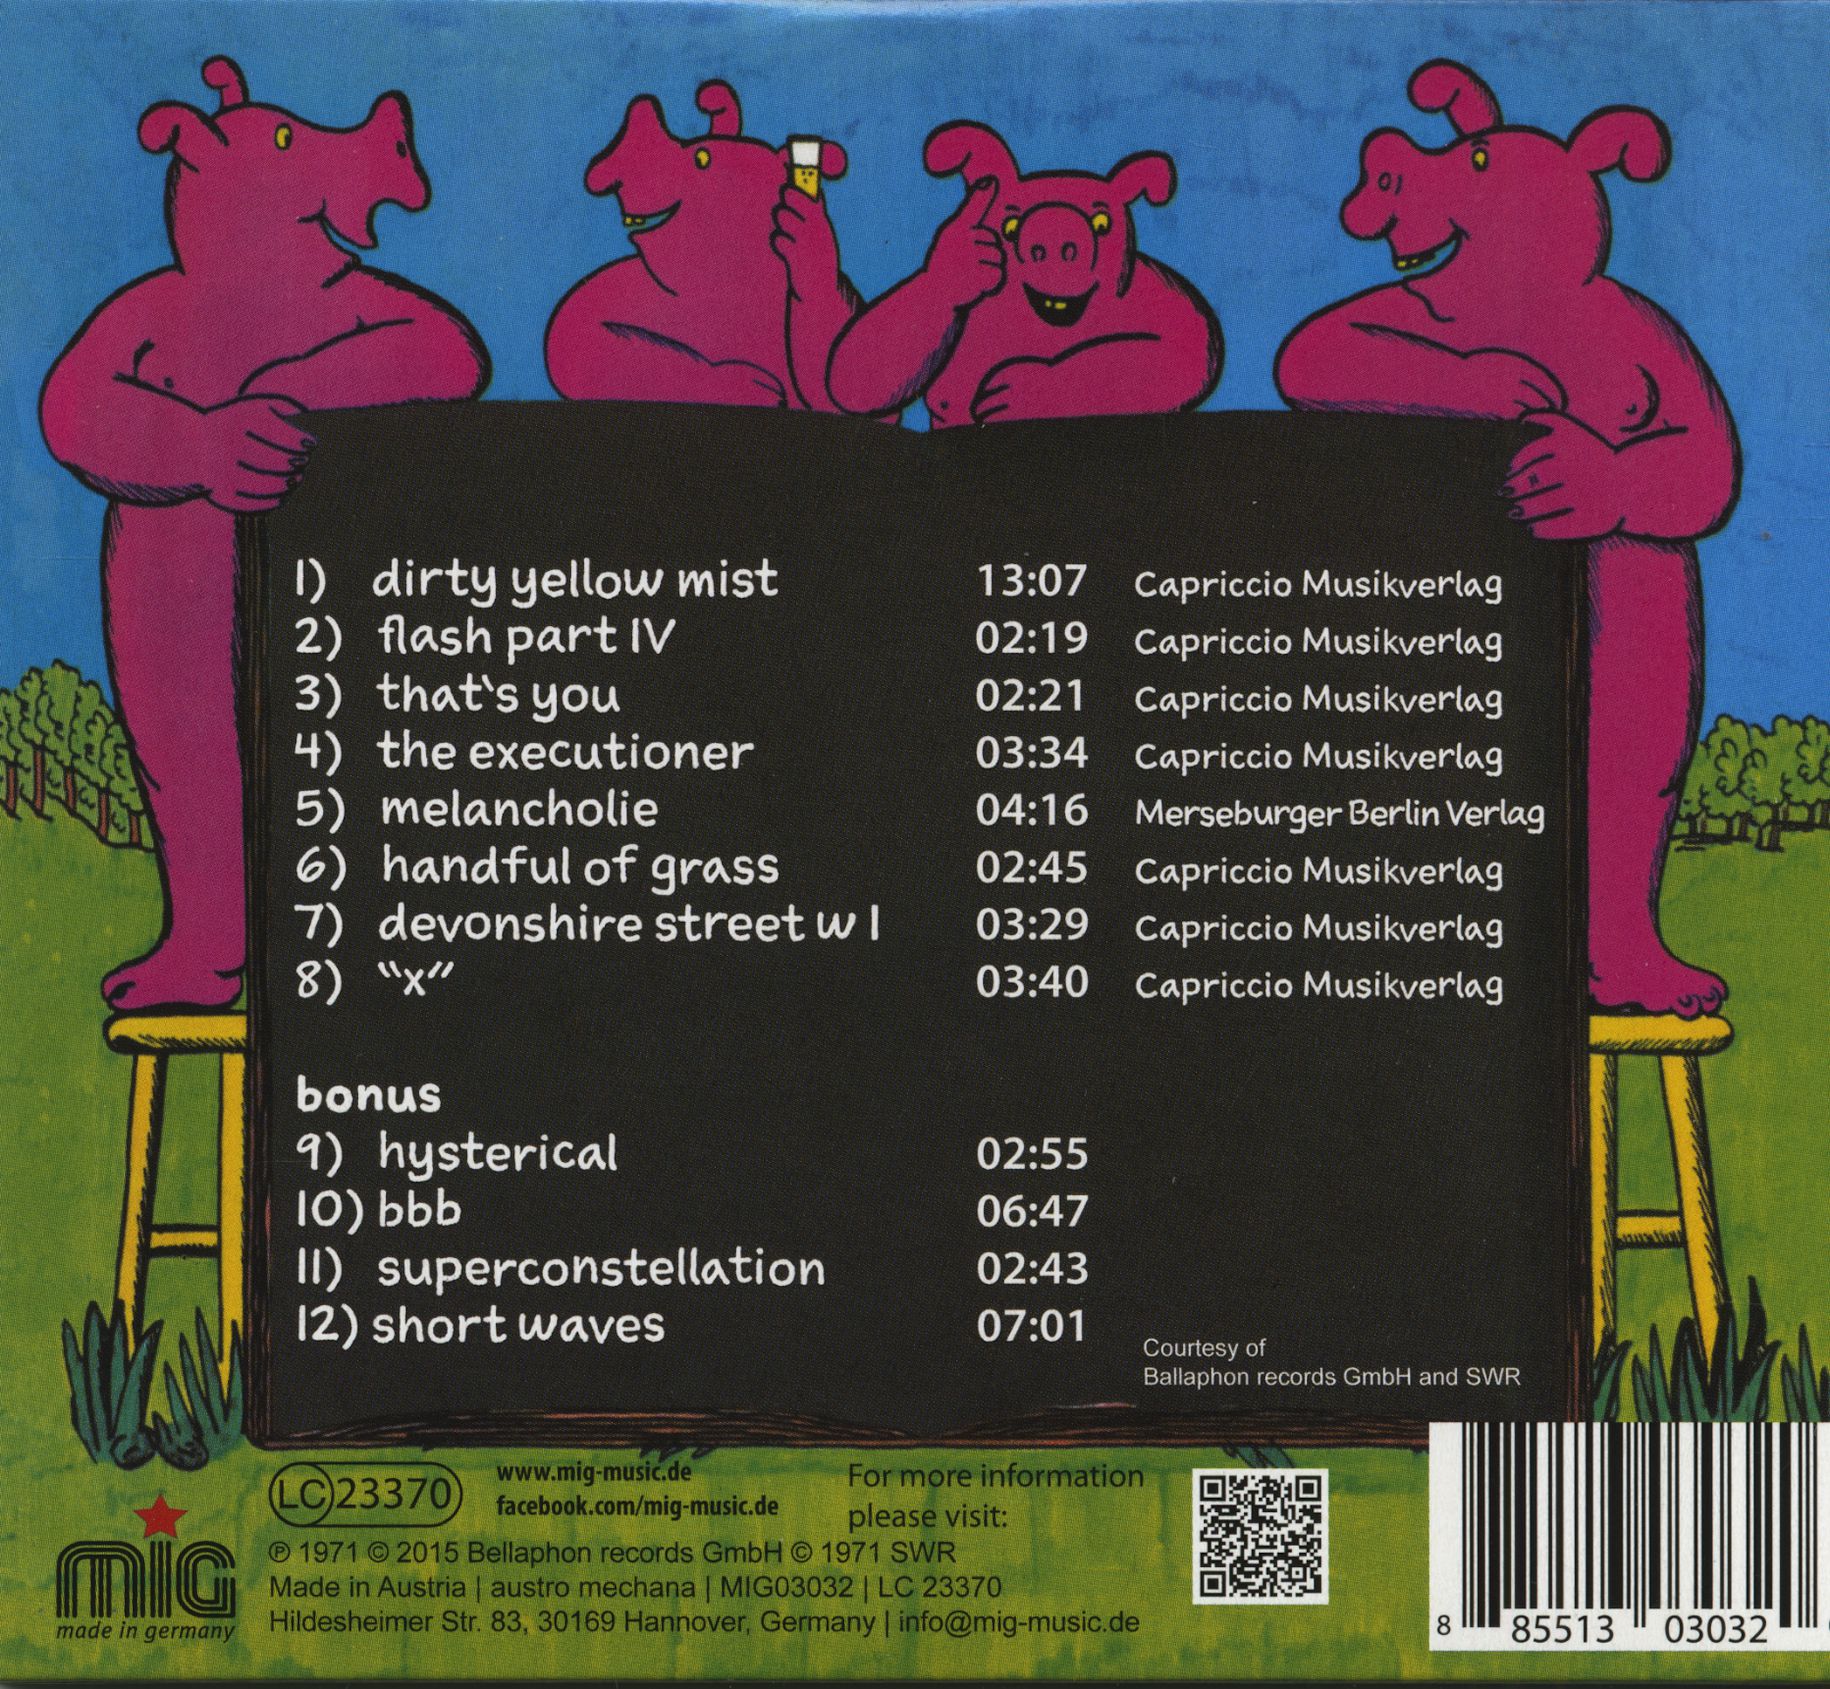 1) dirty yellow mist 13:07 Capriccio Musikverlag
2) flash part IV 02:19 Capriccio Musikverlag
3) that‘s you 02:21 Capriccio Musikverlag
4) the executioner 03:34 Capriccio Musikverlag
5) melancholie 04:16 Merseburger Berlin Verlag
6) handful of grass 02:45 Capriccio Musikverlag
7) devonshire street w 1 03:29 Capriccio Musikverlag
8) “x” 03:40 Capriccio Musikverlag
bonus
9) hysterical 02:55
10) bbb 06:47
11) superconstellation 02:43
12) short waves 07:01
Courtesy of
Ballaphon records GmbH and SWR
LC 23370
www.mig-music.de
facebook.com/mig-music.de
For more information
please visit:
℗ 1971 © 2015 Bellaphon records GmbH © 1971 SWR
Made in Austria | austro mechana | MIG03032 | LC 23370
Hildesheimer Str. 83, 30169 Hannover, Germany | info@mig-music.de
mig
made in germany
8 85513 03032